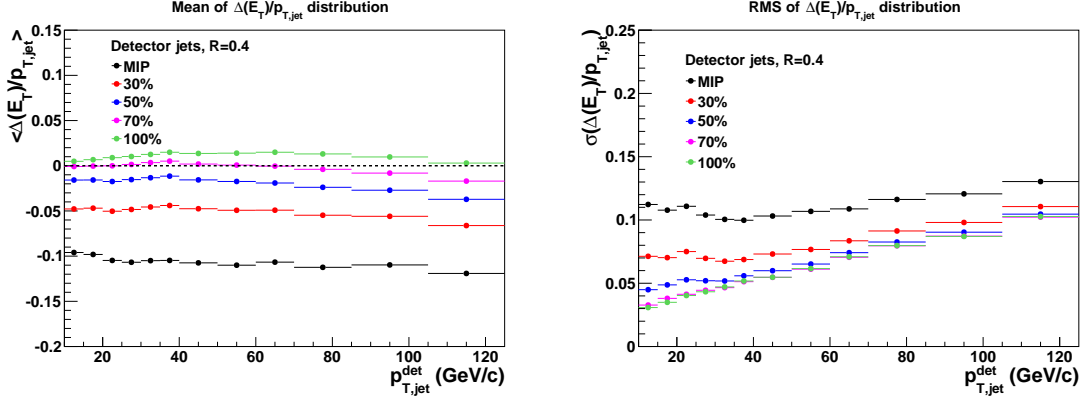 Mean of Δ(E_T)/p_T,jet distribution
<Δ(E_T)/p_T,jet>
0.15
0.1
0.05
0
-0.05
-0.1
-0.15
-0.2
Detector jets, R=0.4
MIP
30%
50%
70%
100%
20 40 60 80 100 120
p^det_T,jet (GeV/c)
RMS of Δ(E_T)/p_T,jet distribution
σ(Δ(E_T)/p_T,jet)
0.25
0.2
0.15
0.1
0.05
0
Detector jets, R=0.4
MIP
30%
50%
70%
100%
20 40 60 80 100 120
p^det_T,jet (GeV/c)